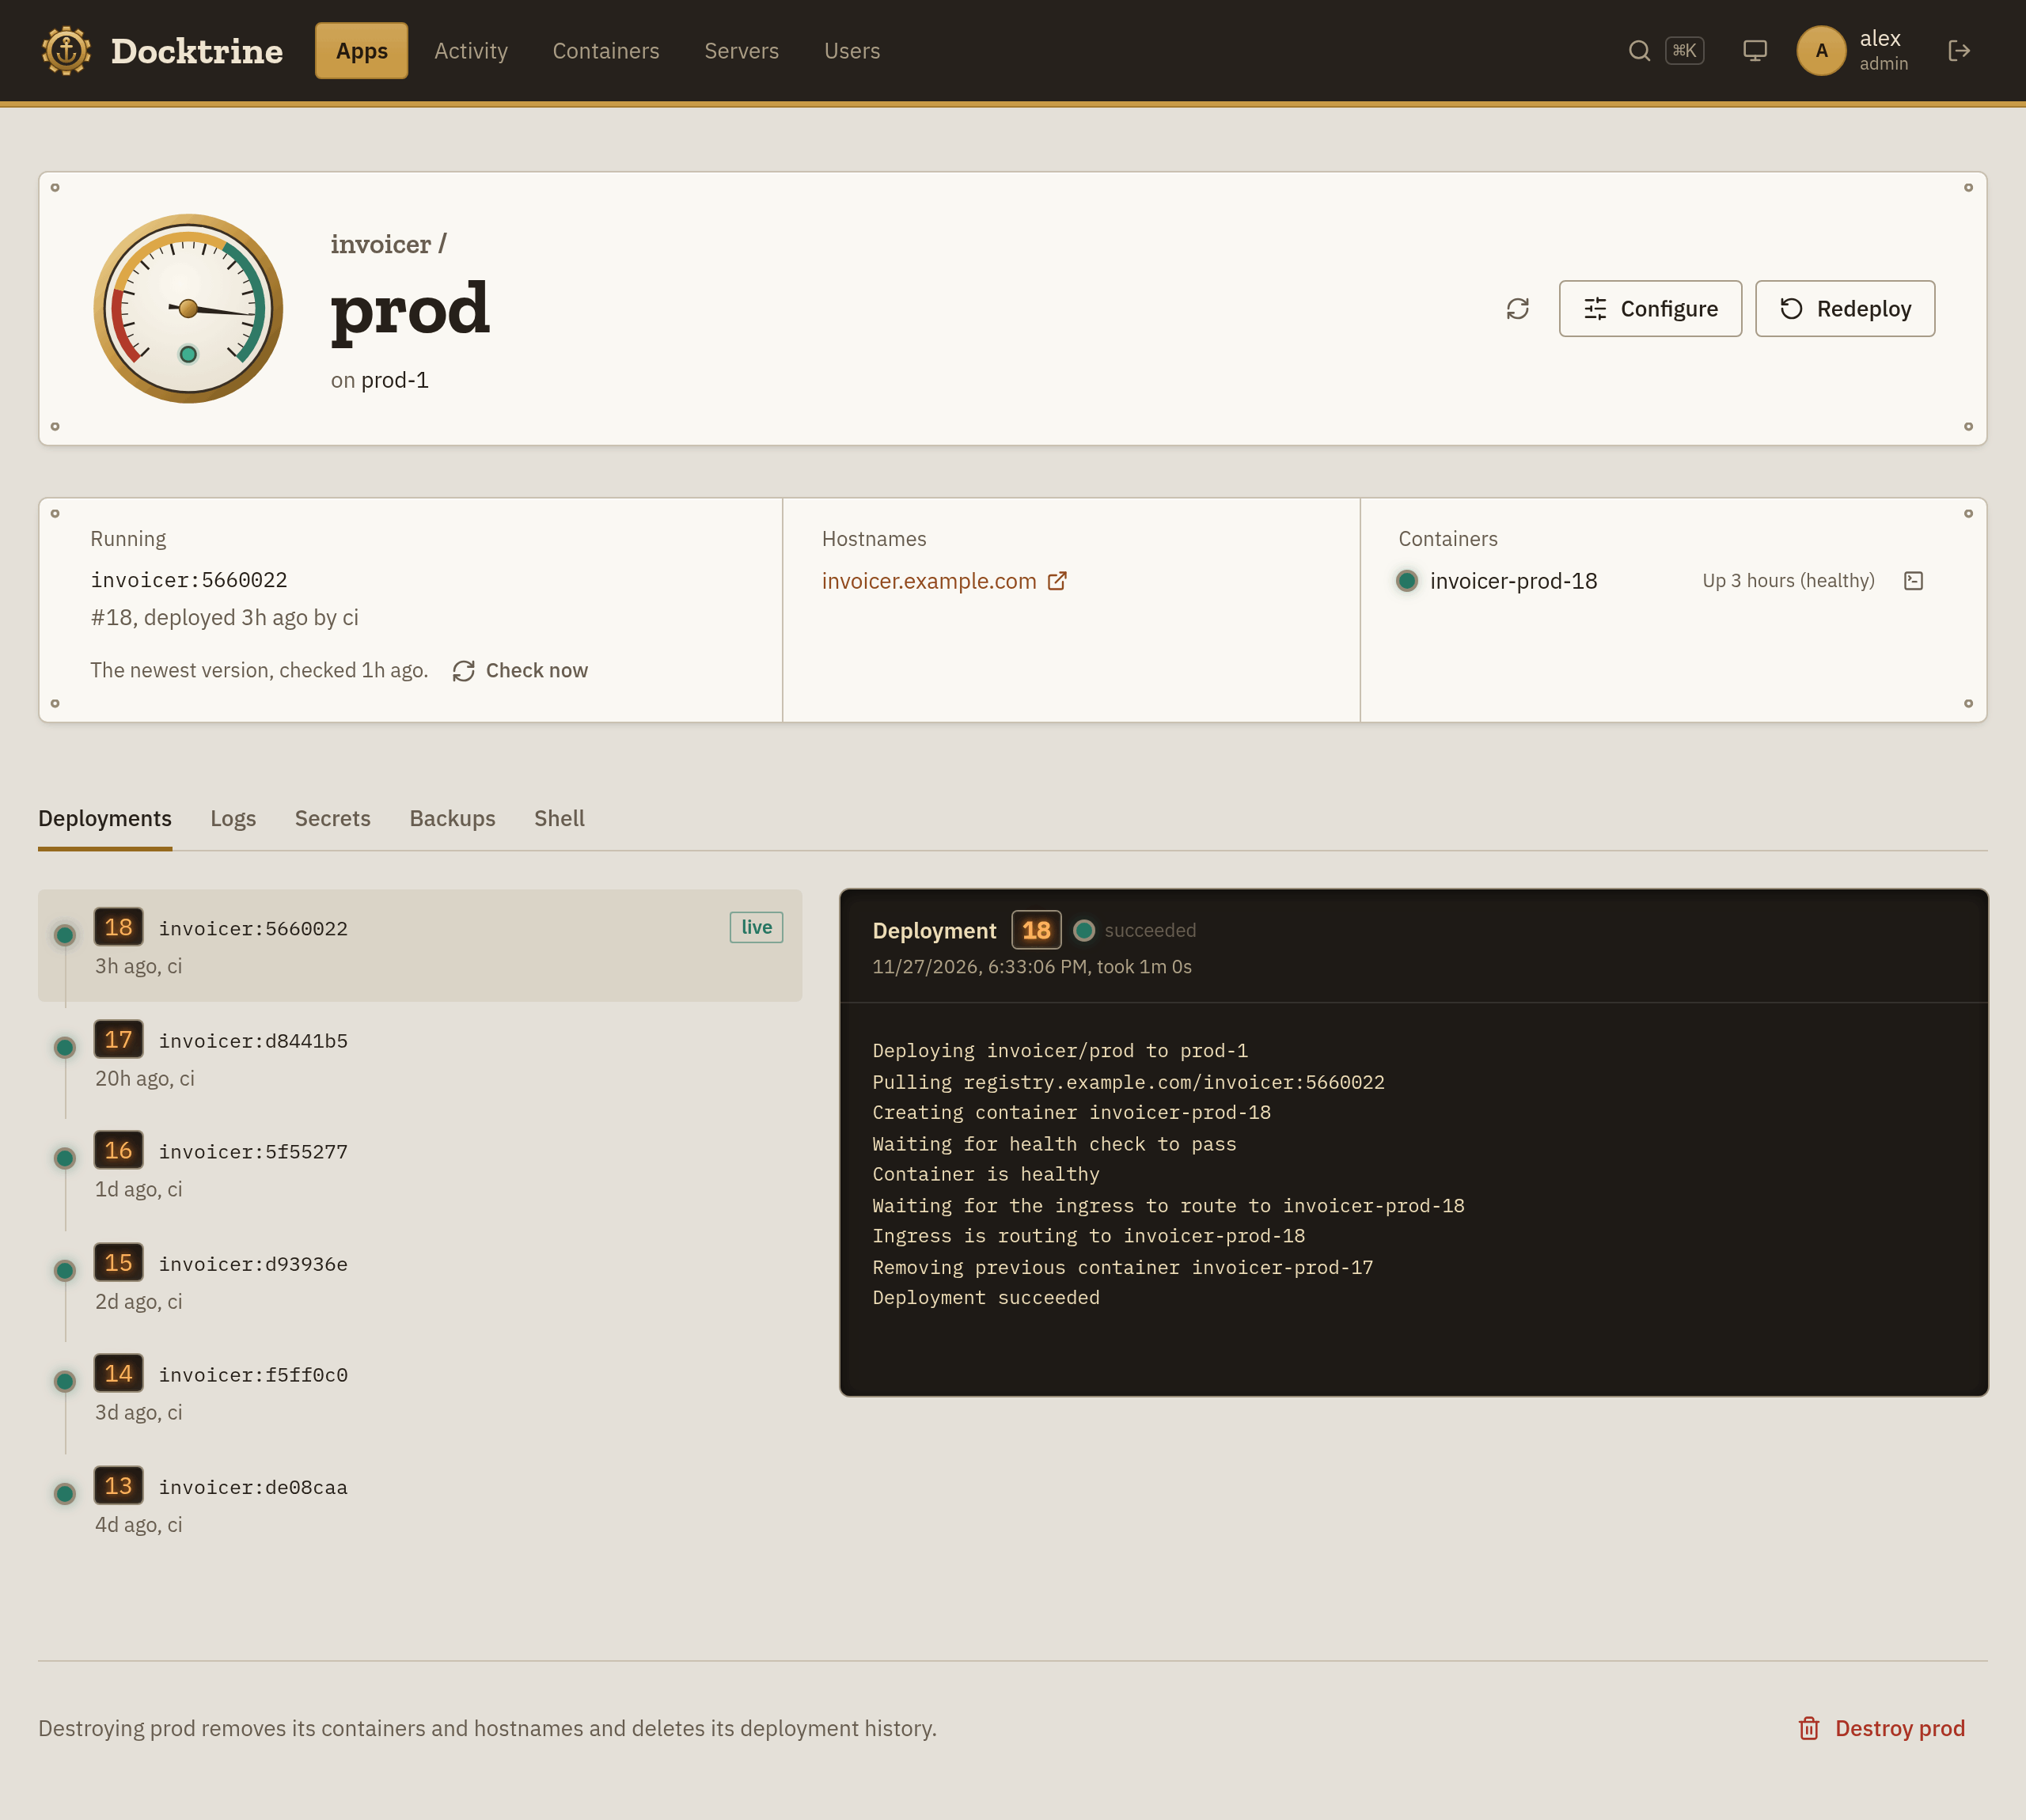 Docktrine
Apps
Activity
Containers
Servers
Users
⌘K
A
alex
admin
invoicer /
prod
on prod-1
Configure
Redeploy
Running
invoicer:5660022
#18, deployed 3h ago by ci
The newest version, checked 1h ago.
Check now
Hostnames
invoicer.example.com
Containers
invoicer-prod-18
Up 3 hours (healthy)
Deployments
Logs
Secrets
Backups
Shell
18 invoicer:5660022
live
3h ago, ci
17 invoicer:d8441b5
20h ago, ci
16 invoicer:5f55277
1d ago, ci
15 invoicer:d93936e
2d ago, ci
14 invoicer:f5ff0c0
3d ago, ci
13 invoicer:de08caa
4d ago, ci
Deployment 18 succeeded
11/27/2026, 6:33:06 PM, took 1m 0s
Deploying invoicer/prod to prod-1
Pulling registry.example.com/invoicer:5660022
Creating container invoicer-prod-18
Waiting for health check to pass
Container is healthy
Waiting for the ingress to route to invoicer-prod-18
Ingress is routing to invoicer-prod-18
Removing previous container invoicer-prod-17
Deployment succeeded
Destroying prod removes its containers and hostnames and deletes its deployment history.
Destroy prod